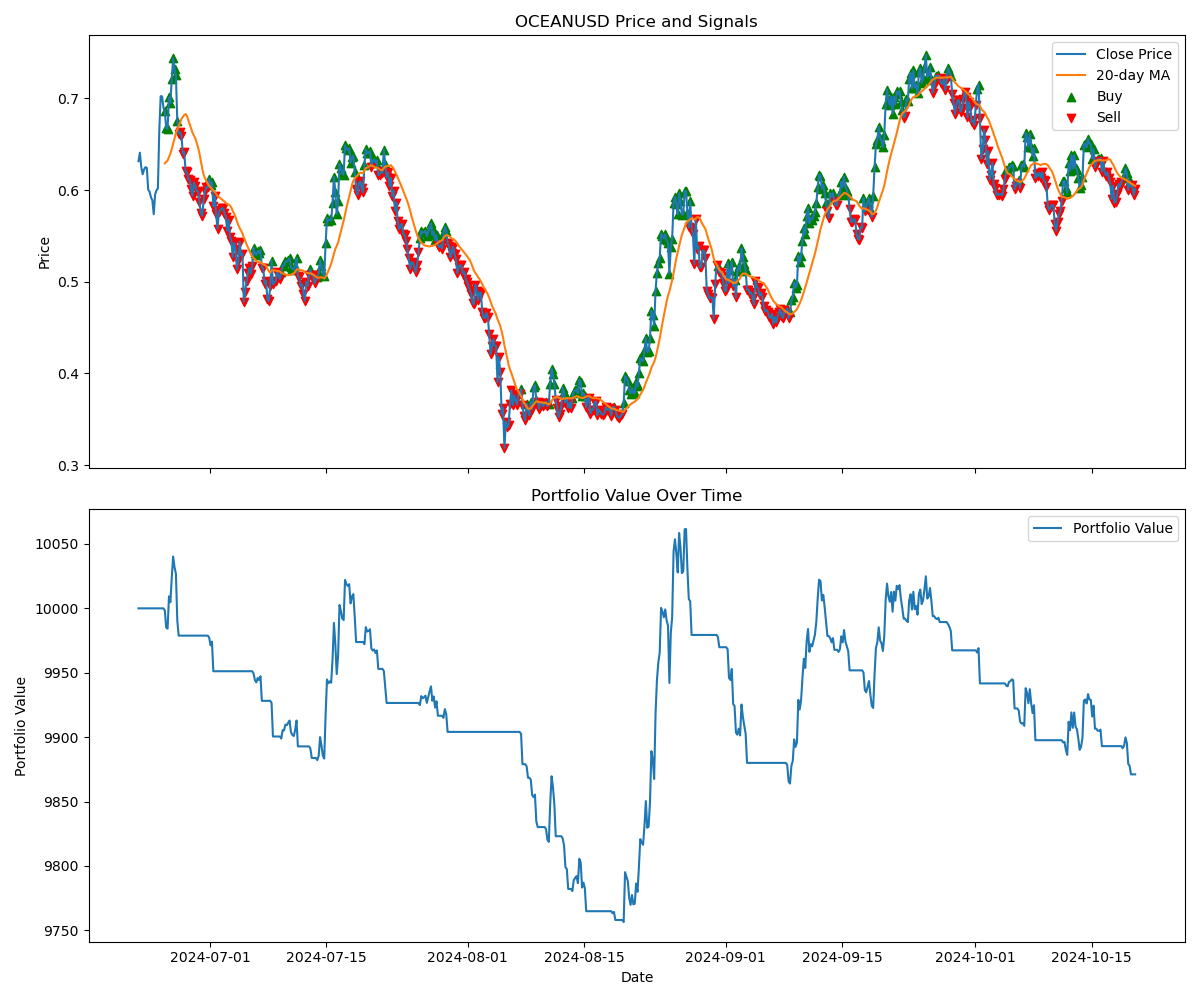 OCEANUSD Price and Signals
Close Price
20-day MA
Buy
Sell
Price
0.7
0.6
0.5
0.4
0.3
Portfolio Value Over Time
Portfolio Value
Portfolio Value
10050
10000
9950
9900
9850
9800
9750
2024-07-01
2024-07-15
2024-08-01
2024-08-15
2024-09-01
2024-09-15
2024-10-01
2024-10-15
Date